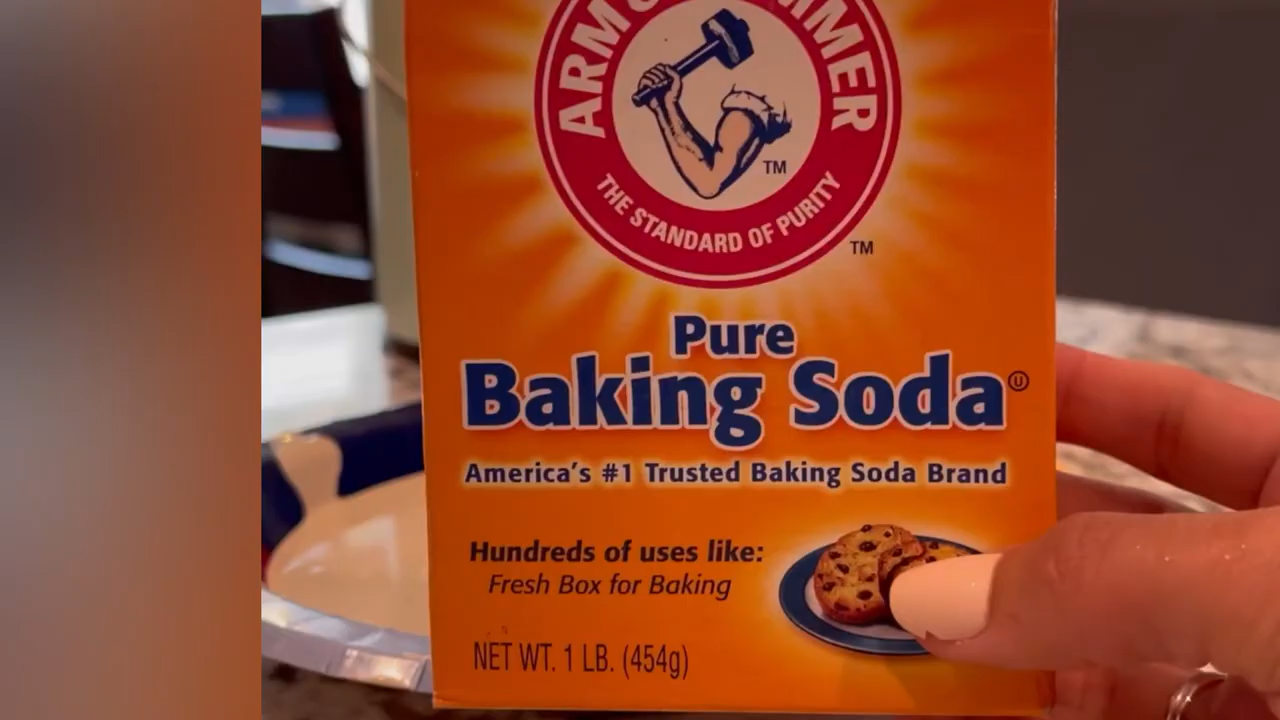 ARM & HAMMER
TM
THE STANDARD OF PURITY
TM
Pure
Baking Soda Ⓤ
America's #1 Trusted Baking Soda Brand
Hundreds of uses like:
Fresh Box for Baking
NET WT. 1 LB. (454g)